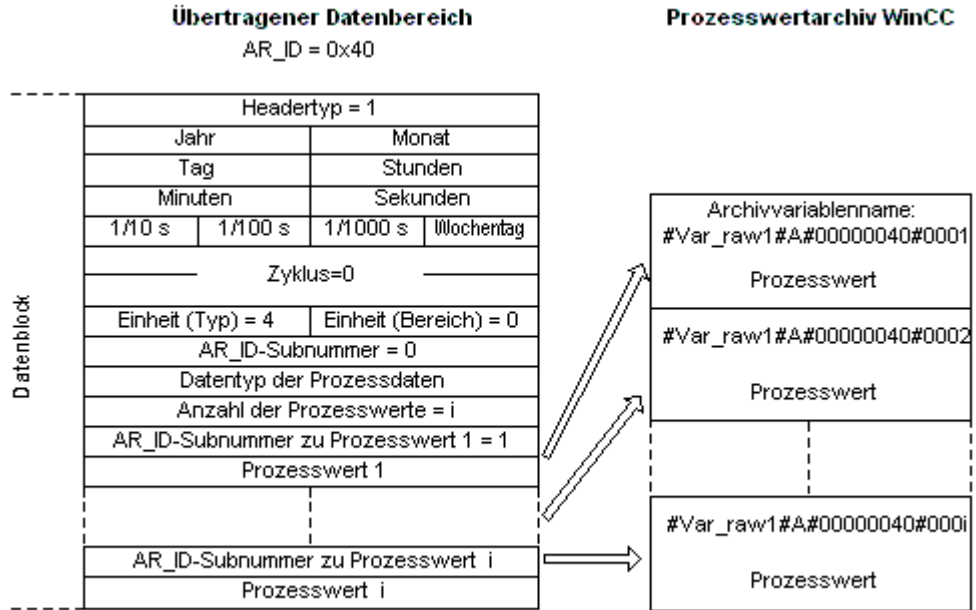 Übertragener Datenbereich
AR_ID = 0x40
Datenblock
Headertyp = 1
Jahr Monat
Tag Stunden
Minuten Sekunden
1/10 s 1/100 s 1/1000 s Wochentag
Zyklus=0
Einheit (Typ) = 4 Einheit (Bereich) = 0
AR_ID-Subnummer = 0
Datentyp der Prozessdaten
Anzahl der Prozesswerte = i
AR_ID-Subnummer zu Prozesswert 1 = 1
Prozesswert 1
AR_ID-Subnummer zu Prozesswert i
Prozesswert i
Prozesswertarchiv WinCC
Archivvariablenname:
#Var_raw1#A#00000040#0001
Prozesswert
#Var_raw1#A#00000040#0002
Prozesswert
#Var_raw1#A#00000040#000i
Prozesswert